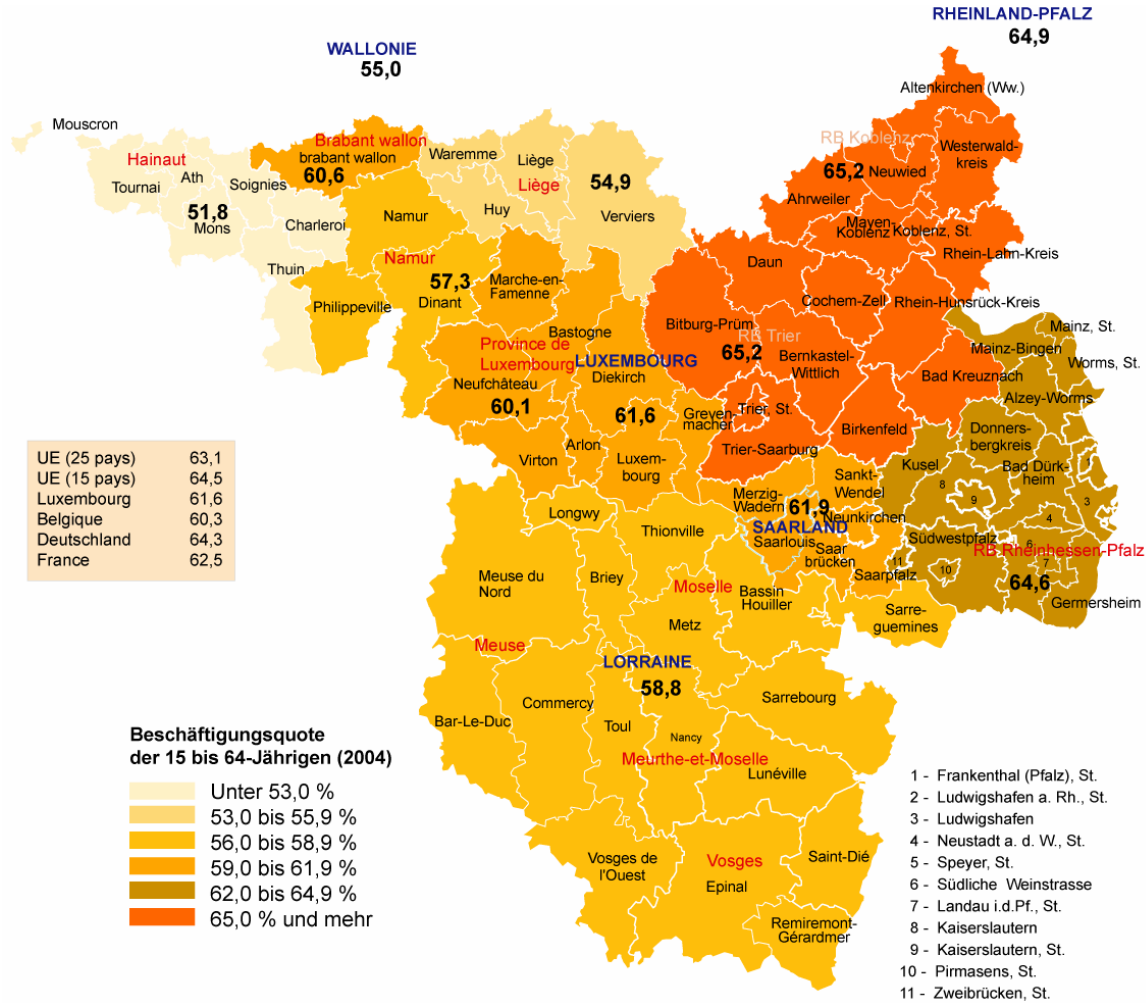 RHEINLAND-PFALZ
64,9
WALLONIE
55,0
Altenkirchen (Ww.)
Mouscron
Brabant wallon
brabant wallon
60,6
Hainaut
Ath
Tournai
Soignies
51,8
Mons
Charleroi
Thuin
Waremme
Liège
Liège
54,9
Huy
Verviers
RB Koblenz
65,2
Neuwied
Westerwald-
kreis
Ahrweiler
Mayen-
Koblenz
Koblenz, St.
Rhein-Lahn-Kreis
Namur
Namur
57,3
Dinant
Philippeville
Marche-en-
Famenne
Daun
Cochem-Zell
Rhein-Hunsrück-Kreis
Bastogne
Bitburg-Prüm
RB Trier
65,2
Bernkastel-
Wittlich
Mainz, St.
Mainz-Bingen
Worms, St.
Province de
Luxembourg
LUXEMBOURG
Diekirch
Neufchâteau
60,1
61,6
Greven-
macher
Trier, St.
Trier-Saarburg
Birkenfeld
Bad Kreuznach
Alzey-Worms
Donners-
bergkreis
Virton
Arlon
Luxem-
bourg
Kusel
Bad Dürk-
heim
1
8
9
3
4
UE (25 pays) 63,1
UE (15 pays) 64,5
Luxembourg 61,6
Belgique 60,3
Deutschland 64,3
France 62,5
Longwy
Thionville
Merzig-
Wadern
61,9
Sankt-
Wendel
SAARLAND
Neunkirchen
Saarlouis
Saar
brücken
Saarpfalz
Südwestpfalz
6
RB Rheinhessen-Pfalz
7
11
10
64,6
Germersheim
Meuse du
Nord
Briey
Moselle
Bassin
Houiller
Metz
Sarre-
guemines
Meuse
LORRAINE
58,8
Sarrebourg
Bar-Le-Duc
Commercy
Toul
Nancy
Meurthe-et-Moselle
Lunéville
Vosges de
l'Ouest
Vosges
Epinal
Saint-Dié
Remiremont-
Gérardmer
Beschäftigungsquote
der 15 bis 64-Jährigen (2004)
Unter 53,0 %
53,0 bis 55,9 %
56,0 bis 58,9 %
59,0 bis 61,9 %
62,0 bis 64,9 %
65,0 % und mehr
1 - Frankenthal (Pfalz), St.
2 - Ludwigshafen a. Rh., St.
3 - Ludwigshafen
4 - Neustadt a. d. W., St.
5 - Speyer, St.
6 - Südliche Weinstrasse
7 - Landau i.d.Pf., St.
8 - Kaiserslautern
9 - Kaiserslautern, St.
10 - Pirmasens, St.
11 - Zweibrücken, St.